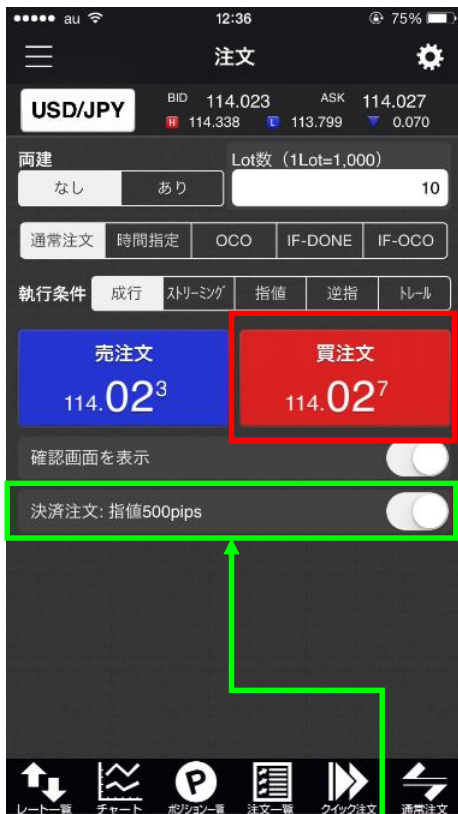 au 12:36 75%
注文
USD/JPY BID 114.023 ASK 114.027
H 114.338 L 113.799 ▼ 0.070
両建 Lot数（1Lot=1,000）
なし あり 10
通常注文 時間指定 OCO IF-DONE IF-OCO
執行条件 成行 ストリーミング 指値 逆指 トレール
売注文 買注文
114.023 114.027
確認画面を表示
決済注文: 指値500pips
P
レート一覧 チャート ポジション一覧 注文一覧 クイック注文 通常注文